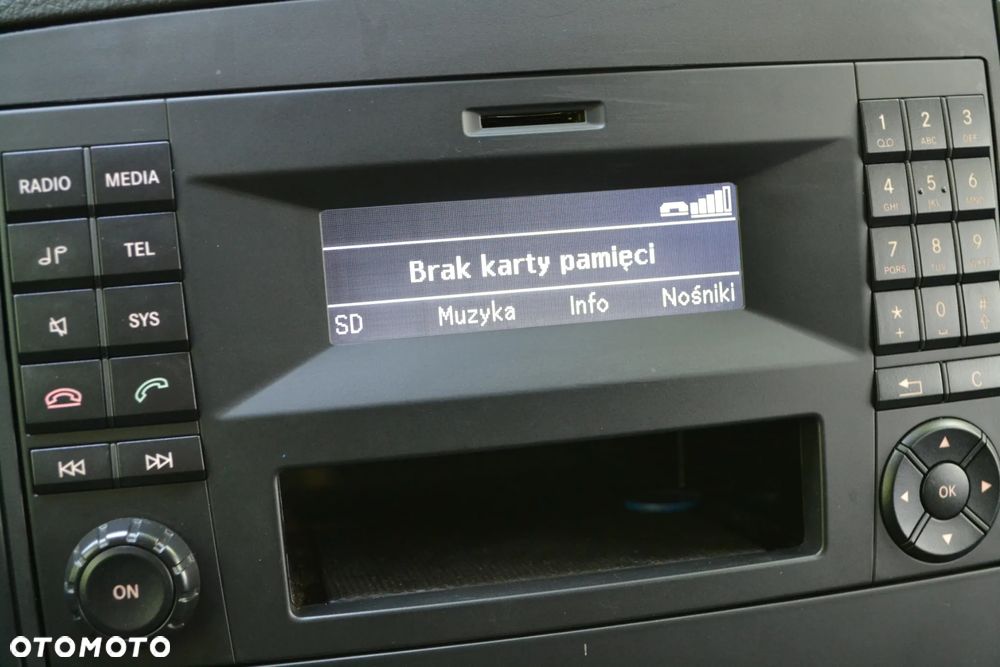 RADIO MEDIA
TEL
SYS
ON
Brak karty pamięci
SD Muzyka Info Nośniki
1 2 3
ABC DEF
4 5 6
GHI JKL MNO
7 8 9
PQRS TUV
* 0 #
+
C
OK
OTOMOTO